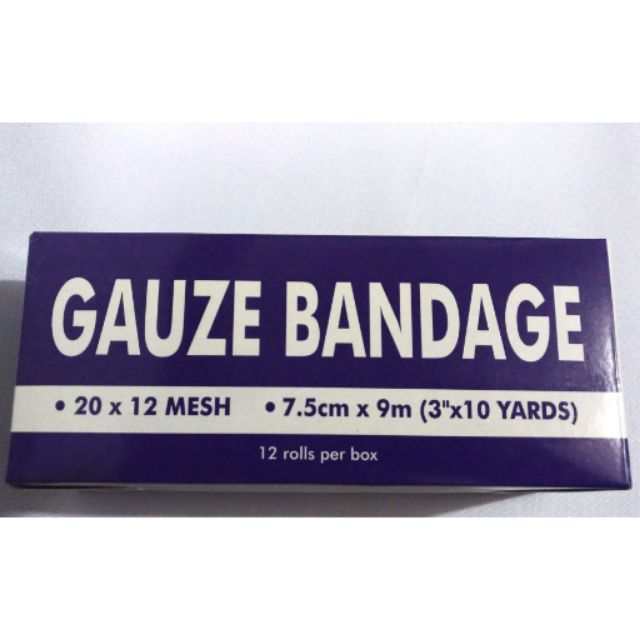 GAUZE BANDAGE
• 20 x 12 MESH • 7.5cm x 9m (3"x10 YARDS)
12 rolls per box